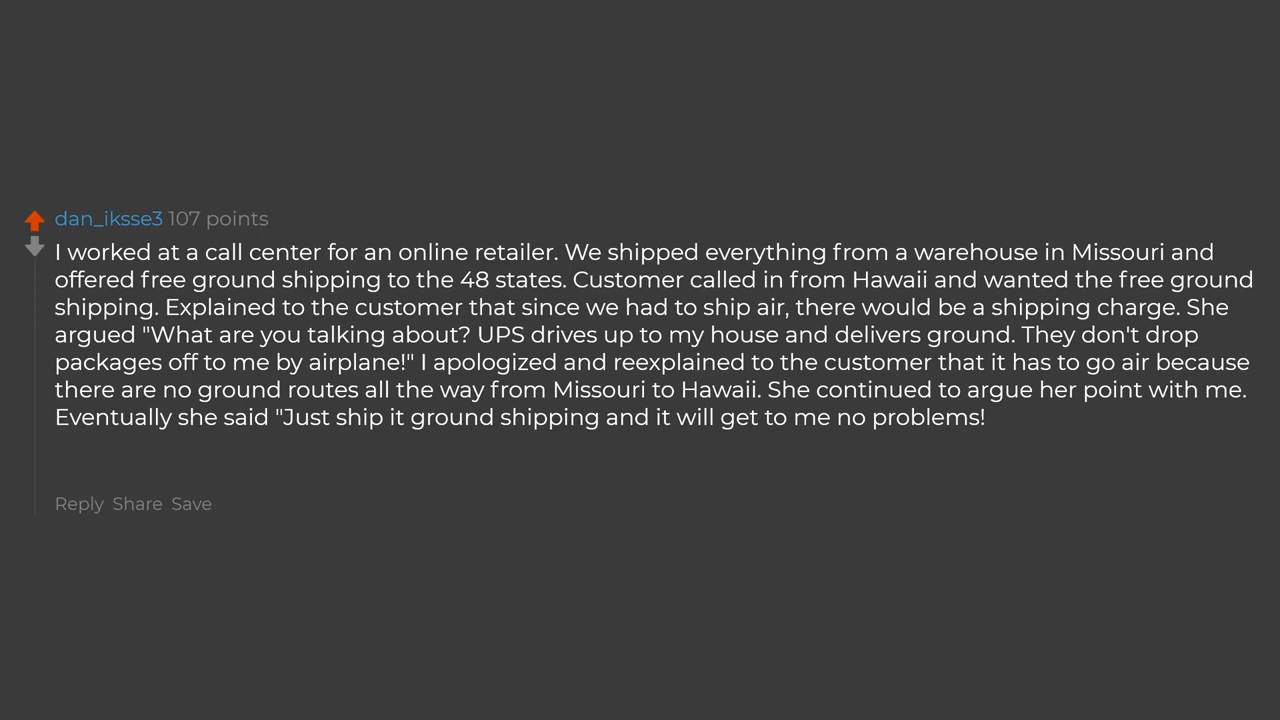 dan_iksse3 107 points
I worked at a call center for an online retailer. We shipped everything from a warehouse in Missouri and
offered free ground shipping to the 48 states. Customer called in from Hawaii and wanted the free ground
shipping. Explained to the customer that since we had to ship air, there would be a shipping charge. She
argued "What are you talking about? UPS drives up to my house and delivers ground. They don't drop
packages off to me by airplane!" I apologized and reexplained to the customer that it has to go air because
there are no ground routes all the way from Missouri to Hawaii. She continued to argue her point with me.
Eventually she said "Just ship it ground shipping and it will get to me no problems!
Reply Share Save